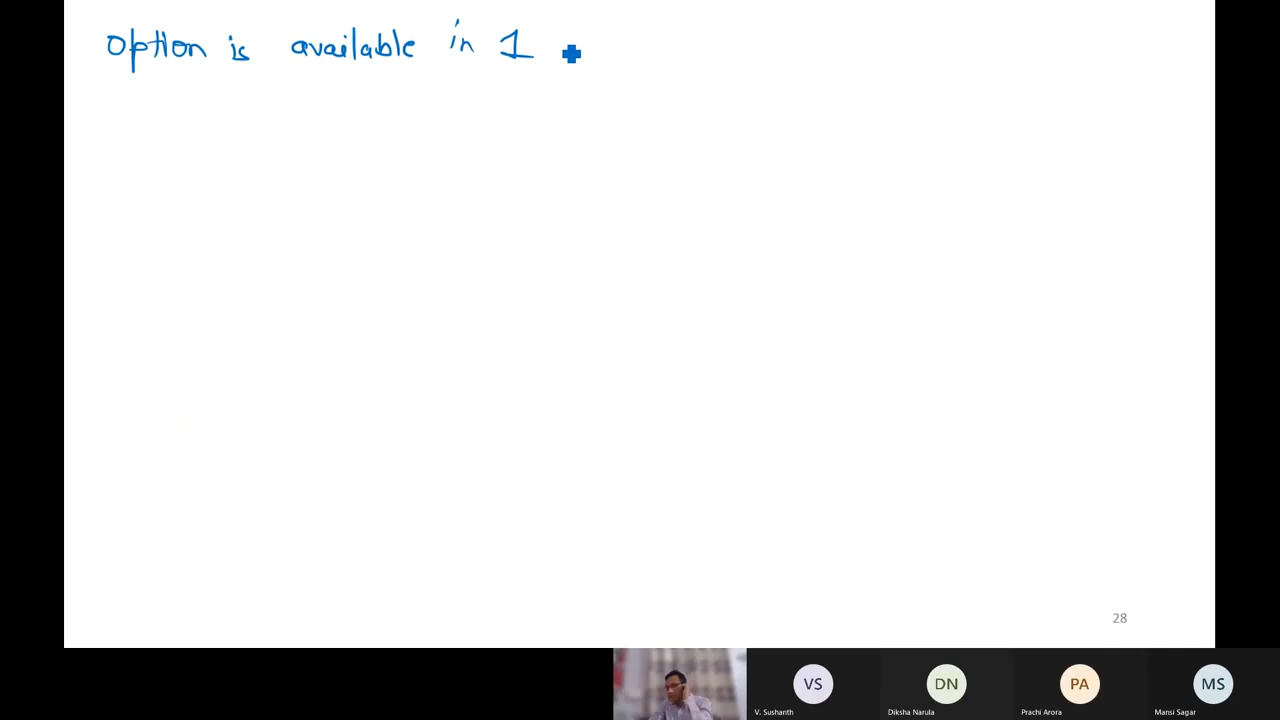 option is available in 1
28
VS
DN
PA
MS
V. Sushanth
Diksha Narula
Prachi Arora
Mansi Sagar